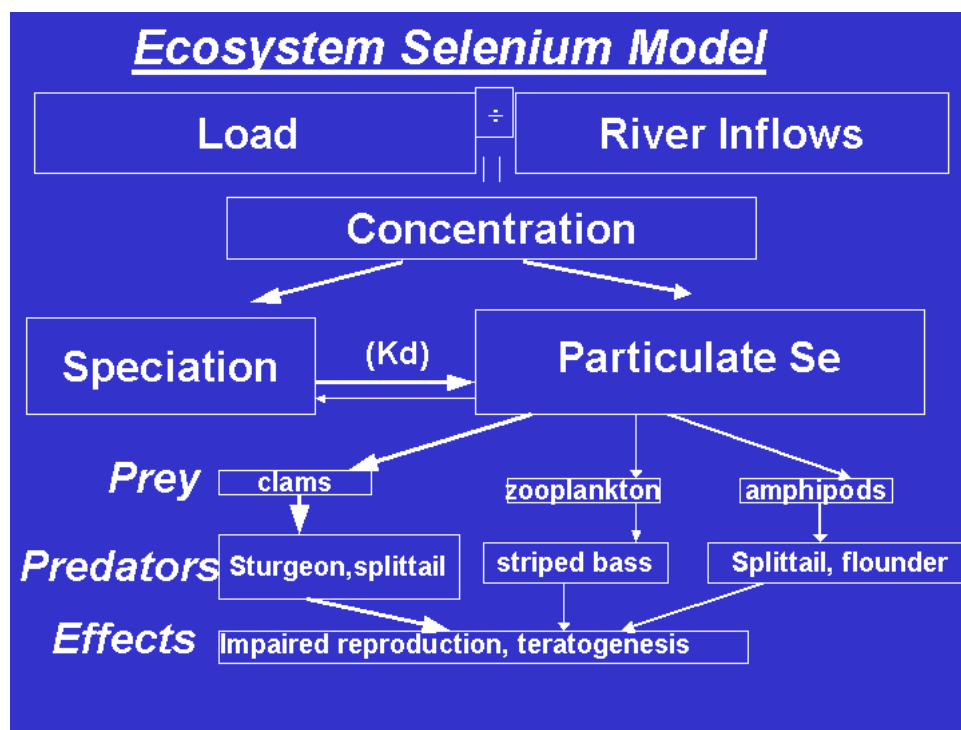 Ecosystem Selenium Model
Load ÷ River Inflows
Concentration
Speciation (Kd) Particulate Se
Prey clams zooplankton amphipods
Predators Sturgeon,splittail striped bass Splittail, flounder
Effects Impaired reproduction, teratogenesis